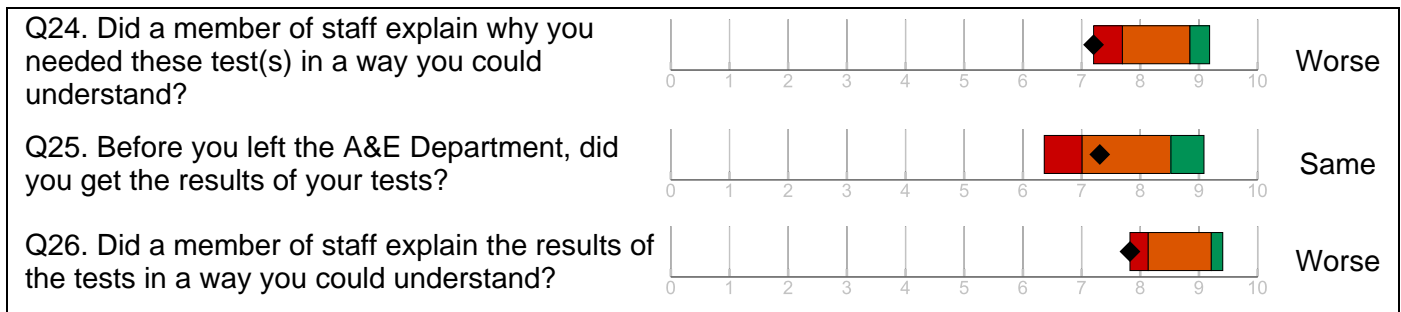 Q24. Did a member of staff explain why you
needed these test(s) in a way you could
understand?
0 1 2 3 4 5 6 7 8 9 10
Worse
Q25. Before you left the A&E Department, did
you get the results of your tests?
0 1 2 3 4 5 6 7 8 9 10
Same
Q26. Did a member of staff explain the results of
the tests in a way you could understand?
0 1 2 3 4 5 6 7 8 9 10
Worse